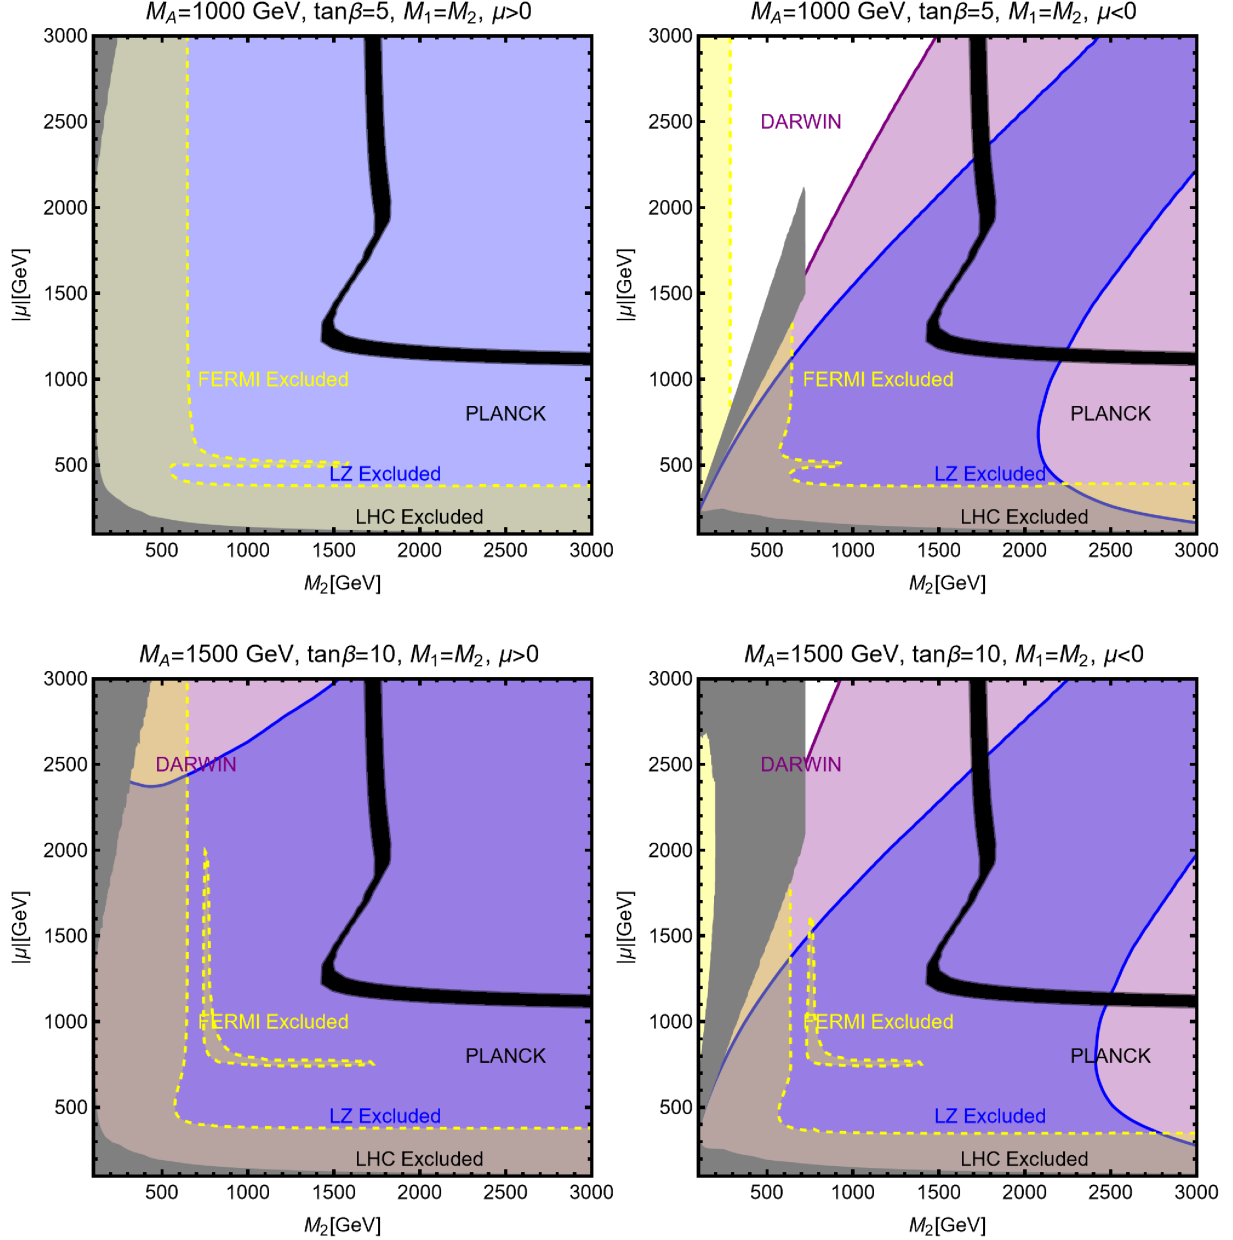 M_A=1000 GeV, tanβ=5, M_1=M_2, μ>0
3000
2500
2000
1500
1000
500
|μ|[GeV]
FERMI Excluded
PLANCK
LZ Excluded
LHC Excluded
500 1000 1500 2000 2500 3000
M_2[GeV]
M_A=1000 GeV, tanβ=5, M_1=M_2, μ<0
3000
2500
2000
1500
1000
500
|μ|[GeV]
DARWIN
FERMI Excluded
PLANCK
LZ Excluded
LHC Excluded
500 1000 1500 2000 2500 3000
M_2[GeV]
M_A=1500 GeV, tanβ=10, M_1=M_2, μ>0
3000
2500
2000
1500
1000
500
|μ|[GeV]
DARWIN
FERMI Excluded
PLANCK
LZ Excluded
LHC Excluded
500 1000 1500 2000 2500 3000
M_2[GeV]
M_A=1500 GeV, tanβ=10, M_1=M_2, μ<0
3000
2500
2000
1500
1000
500
|μ|[GeV]
DARWIN
FERMI Excluded
PLANCK
LZ Excluded
LHC Excluded
500 1000 1500 2000 2500 3000
M_2[GeV]